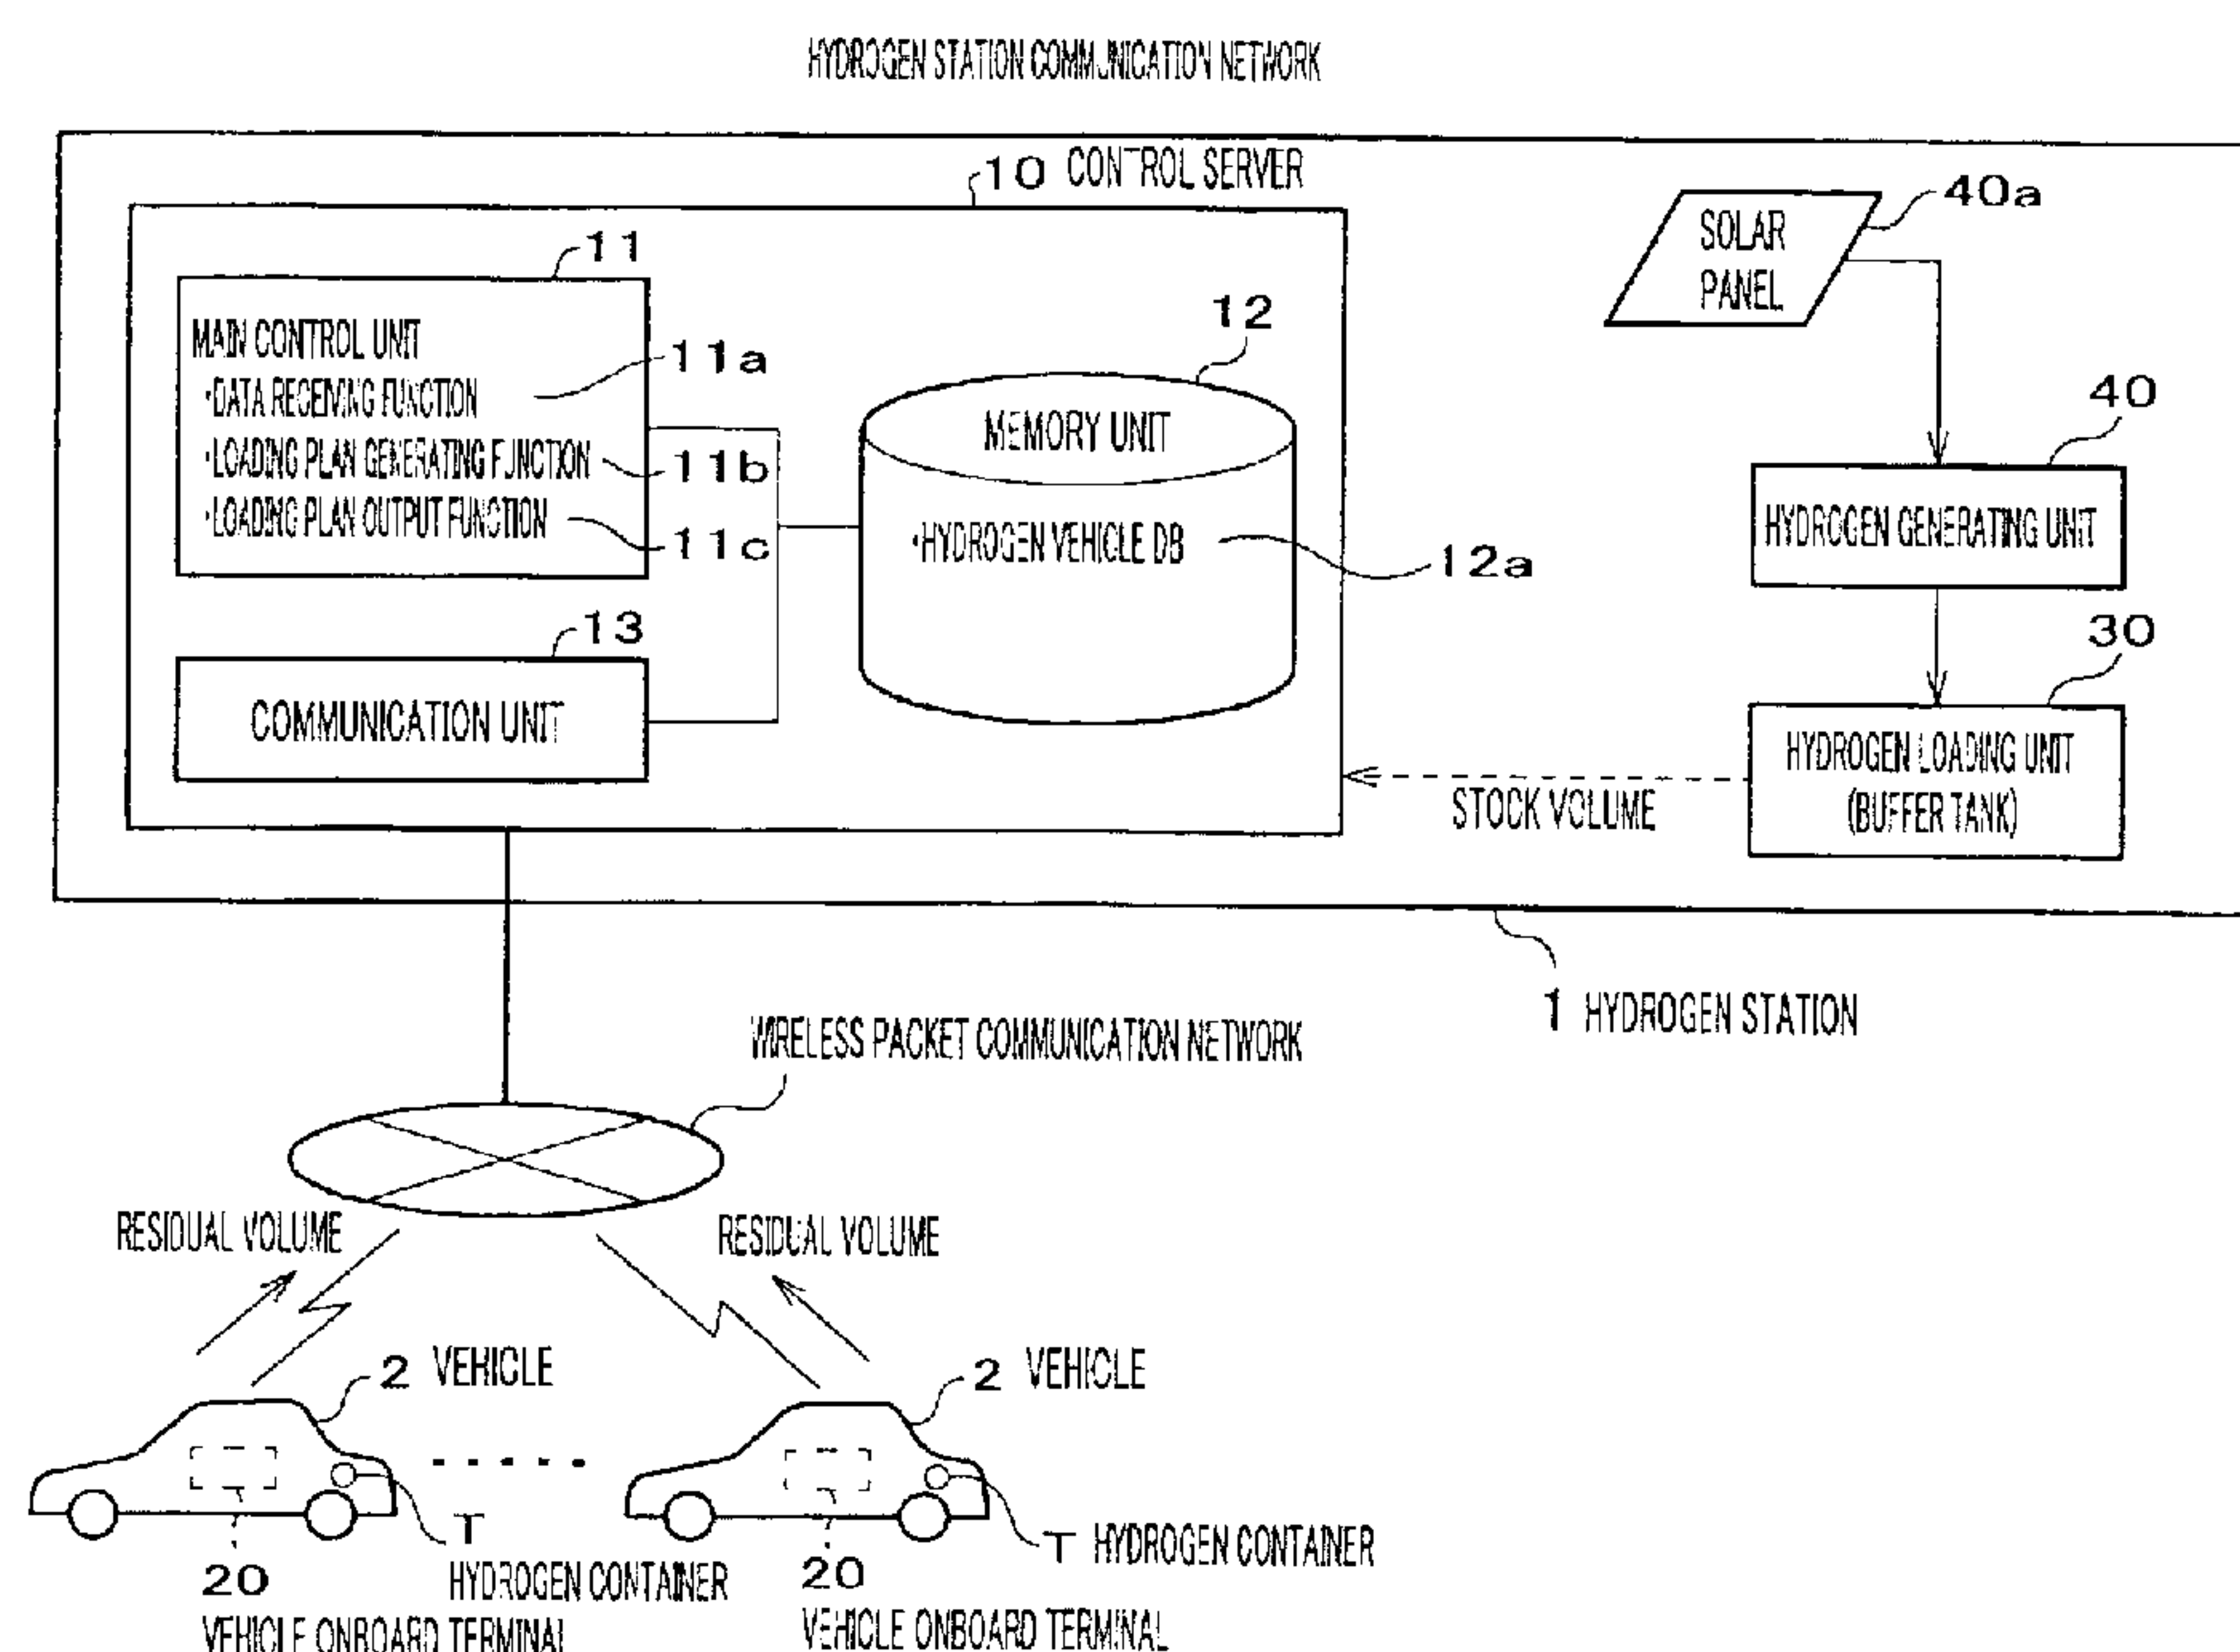 HYDROGEN STATION COMMUNICATION NETWORK
10 CONTROL SERVER
11
MAIN CONTROL UNIT
・DATA RECEIVING FUNCTION
11a
・LOADING PLAN GENERATING FUNCTION
11b
・LOADING PLAN OUTPUT FUNCTION
11c
12
MEMORY UNIT
・HYDROGEN VEHICLE DB
12a
13
COMMUNICATION UNIT
SOLAR
PANEL
40a
40
HYDROGEN GENERATING UNIT
30
HYDROGEN LOADING UNIT
(BUFFER TANK)
STOCK VOLUME
1 HYDROGEN STATION
WIRELESS PACKET COMMUNICATION NETWORK
RESIDUAL VOLUME
RESIDUAL VOLUME
2 VEHICLE
2 VEHICLE
T
HYDROGEN CONTAINER
T HYDROGEN CONTAINER
20
VEHICLE ONBOARD TERMINAL
20
VEHICLE ONBOARD TERMINAL